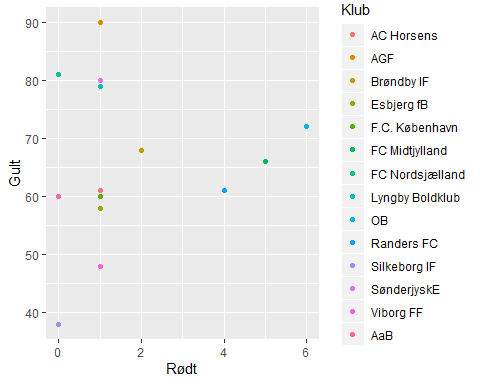 Klub
AC Horsens
AGF
Brøndby IF
Esbjerg fB
F.C. København
FC Midtjylland
FC Nordsjælland
Lyngby Boldklub
OB
Randers FC
Silkeborg IF
SønderjyskE
Viborg FF
AaB
Gult
90
80
70
60
50
40
0
2
4
6
Rødt